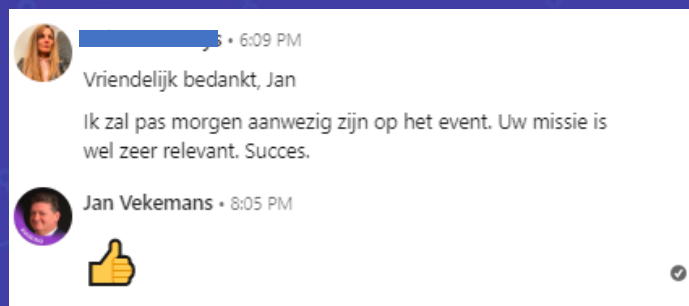 • 6:09 PM
Vriendelijk bedankt, Jan
Ik zal pas morgen aanwezig zijn op het event. Uw missie is
wel zeer relevant. Succes.
Jan Vekemans • 8:05 PM